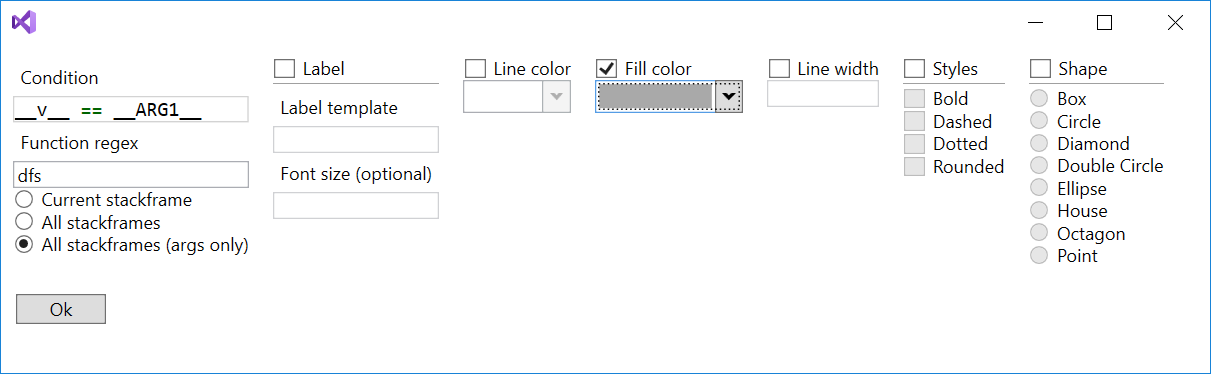 Condition
__v__ == __ARG1__
Function regex
dfs
Current stackframe
All stackframes
All stackframes (args only)
Ok
Label
Label template
Font size (optional)
Line color
Fill color
Line width
Styles
Bold
Dashed
Dotted
Rounded
Shape
Box
Circle
Diamond
Double Circle
Ellipse
House
Octagon
Point